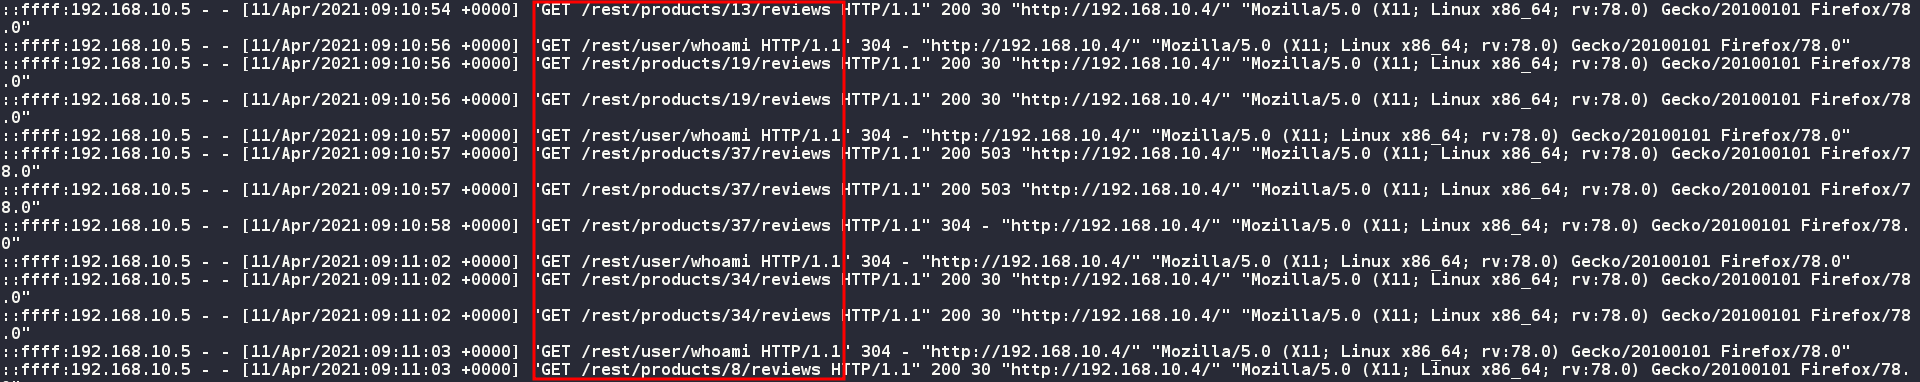 ::ffff:192.168.10.5 - - [11/Apr/2021:09:10:54 +0000] "GET /rest/products/13/reviews HTTP/1.1" 200 30 "http://192.168.10.4/" "Mozilla/5.0 (X11; Linux x86_64; rv:78.0) Gecko/20100101 Firefox/78
.0"
::ffff:192.168.10.5 - - [11/Apr/2021:09:10:56 +0000] "GET /rest/user/whoami HTTP/1.1" 304 - "http://192.168.10.4/" "Mozilla/5.0 (X11; Linux x86_64; rv:78.0) Gecko/20100101 Firefox/78.0"
::ffff:192.168.10.5 - - [11/Apr/2021:09:10:56 +0000] "GET /rest/products/19/reviews HTTP/1.1" 200 30 "http://192.168.10.4/" "Mozilla/5.0 (X11; Linux x86_64; rv:78.0) Gecko/20100101 Firefox/78
.0"
::ffff:192.168.10.5 - - [11/Apr/2021:09:10:56 +0000] "GET /rest/products/19/reviews HTTP/1.1" 200 30 "http://192.168.10.4/" "Mozilla/5.0 (X11; Linux x86_64; rv:78.0) Gecko/20100101 Firefox/78
.0"
::ffff:192.168.10.5 - - [11/Apr/2021:09:10:57 +0000] "GET /rest/user/whoami HTTP/1.1" 304 - "http://192.168.10.4/" "Mozilla/5.0 (X11; Linux x86_64; rv:78.0) Gecko/20100101 Firefox/78.0"
::ffff:192.168.10.5 - - [11/Apr/2021:09:10:57 +0000] "GET /rest/products/37/reviews HTTP/1.1" 200 503 "http://192.168.10.4/" "Mozilla/5.0 (X11; Linux x86_64; rv:78.0) Gecko/20100101 Firefox/7
8.0"
::ffff:192.168.10.5 - - [11/Apr/2021:09:10:57 +0000] "GET /rest/products/37/reviews HTTP/1.1" 200 503 "http://192.168.10.4/" "Mozilla/5.0 (X11; Linux x86_64; rv:78.0) Gecko/20100101 Firefox/7
8.0"
::ffff:192.168.10.5 - - [11/Apr/2021:09:10:58 +0000] "GET /rest/products/37/reviews HTTP/1.1" 304 - "http://192.168.10.4/" "Mozilla/5.0 (X11; Linux x86_64; rv:78.0) Gecko/20100101 Firefox/78.
0"
::ffff:192.168.10.5 - - [11/Apr/2021:09:11:02 +0000] "GET /rest/user/whoami HTTP/1.1" 304 - "http://192.168.10.4/" "Mozilla/5.0 (X11; Linux x86_64; rv:78.0) Gecko/20100101 Firefox/78.0"
::ffff:192.168.10.5 - - [11/Apr/2021:09:11:02 +0000] "GET /rest/products/34/reviews HTTP/1.1" 200 30 "http://192.168.10.4/" "Mozilla/5.0 (X11; Linux x86_64; rv:78.0) Gecko/20100101 Firefox/78
.0"
::ffff:192.168.10.5 - - [11/Apr/2021:09:11:02 +0000] "GET /rest/products/34/reviews HTTP/1.1" 200 30 "http://192.168.10.4/" "Mozilla/5.0 (X11; Linux x86_64; rv:78.0) Gecko/20100101 Firefox/78
.0"
::ffff:192.168.10.5 - - [11/Apr/2021:09:11:03 +0000] "GET /rest/user/whoami HTTP/1.1" 304 - "http://192.168.10.4/" "Mozilla/5.0 (X11; Linux x86_64; rv:78.0) Gecko/20100101 Firefox/78.0"
::ffff:192.168.10.5 - - [11/Apr/2021:09:11:03 +0000] "GET /rest/products/8/reviews HTTP/1.1" 200 30 "http://192.168.10.4/" "Mozilla/5.0 (X11; Linux x86_64; rv:78.0) Gecko/20100101 Firefox/78.